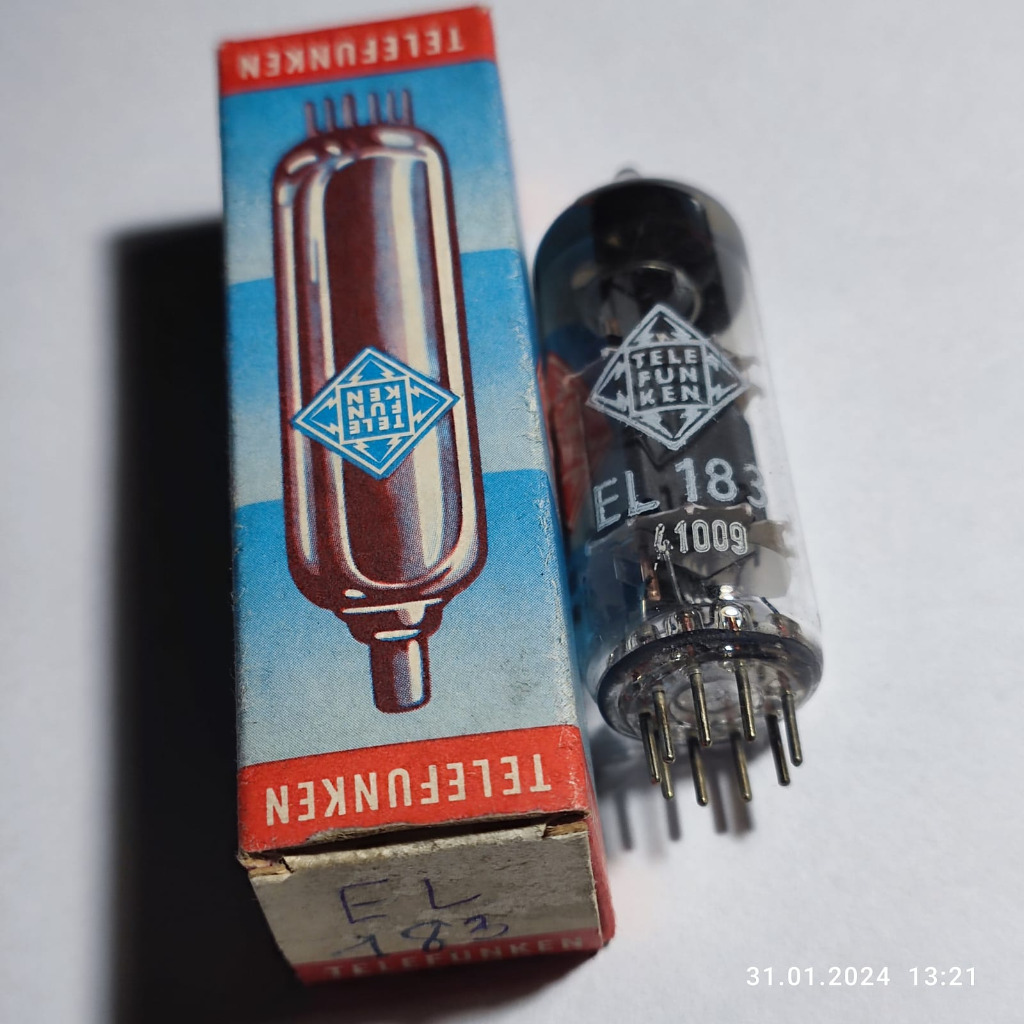 TELEFUNKEN
TELE
FUN
KEN
TELEFUNKEN
EL
183
TELEFUNKEN
TELE
FUN
KEN
EL 183
41009
31.01.2024 13:21